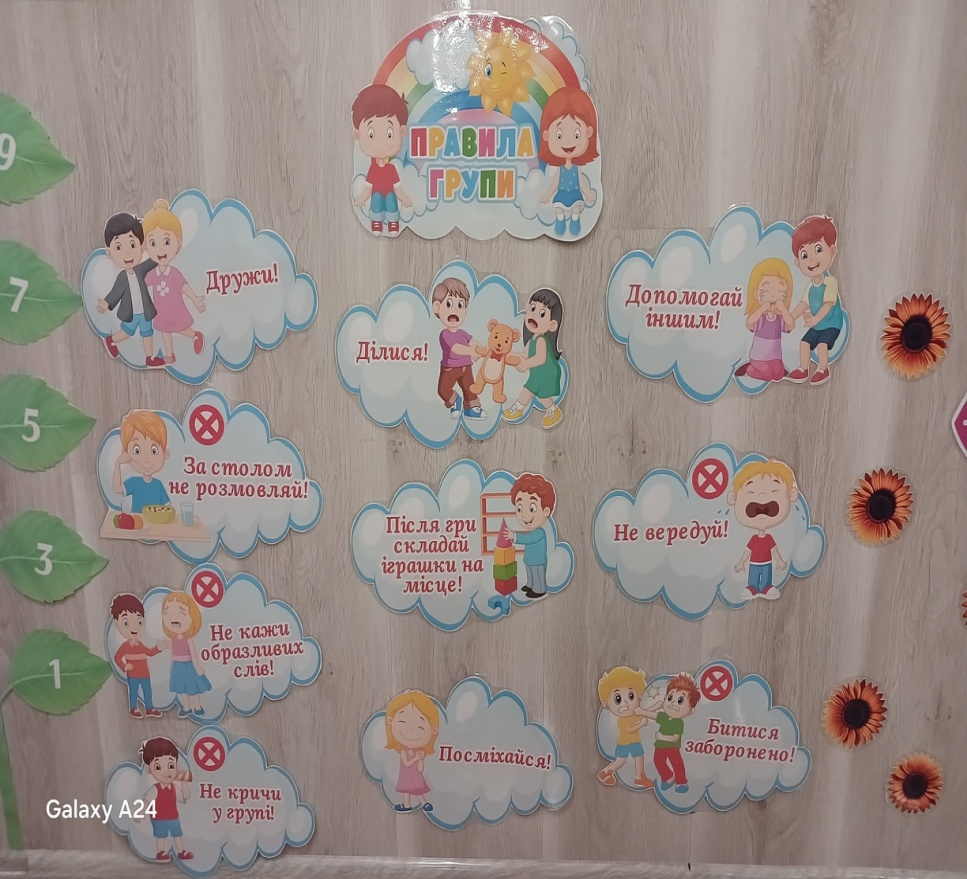 ПРАВИЛА
ГРУПИ
Дружи!
Ділися!
Допомогай
іншим!
За столом
не розмовляй!
Після гри
складай
іграшки на
місце!
Не вередуй!
Не кажи
образливих
слів!
Посміхайся!
Битися
заборонено!
Не кричи
у групі!
9
7
5
3
1
Galaxy A24